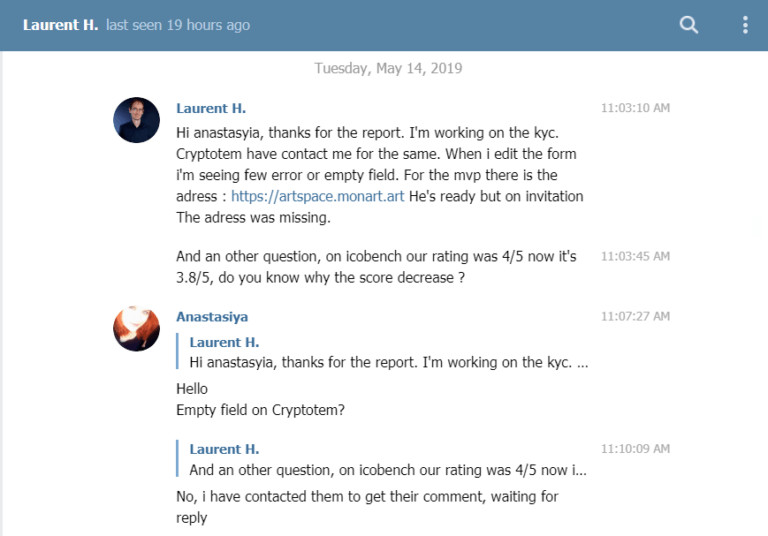 Laurent H. last seen 19 hours ago
Tuesday, May 14, 2019
Laurent H. 11:03:10 AM
Hi anastasyia, thanks for the report. I'm working on the kyc.
Cryptotem have contact me for the same. When i edit the form
i'm seeing few error or empty field. For the mvp there is the
adress : https://artspace.monart.art He's ready but on invitation
The adress was missing.
And an other question, on icobench our rating was 4/5 now it's 11:03:45 AM
3.8/5, do you know why the score decrease ?
Anastasiya 11:07:27 AM
Laurent H.
Hi anastasyia, thanks for the report. I'm working on the kyc. ...
Hello
Empty field on Cryptotem?
Laurent H. 11:10:09 AM
And an other question, on icobench our rating was 4/5 now i...
No, i have contacted them to get their comment, waiting for
reply